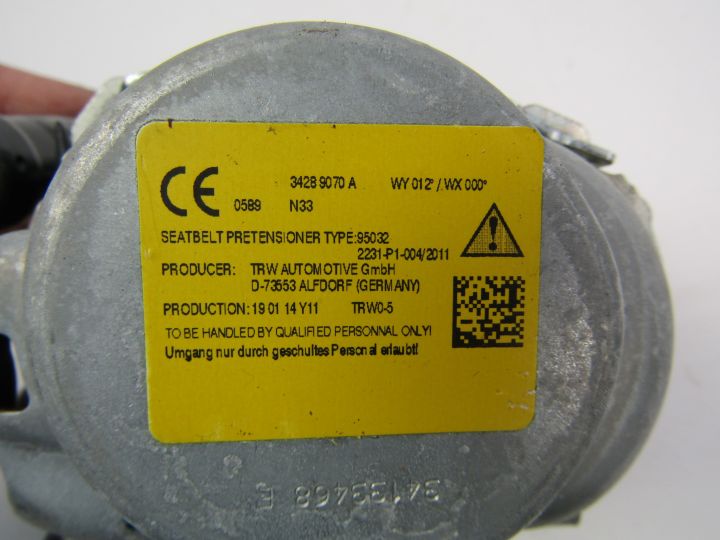 CE 3428 9070 A WY 012° / WX 000°
0589 N33
SEATBELT PRETENSIONER TYPE:95032
2231-P1-004/2011
PRODUCER: TRW AUTOMOTIVE GmbH
D-73553 ALFDORF (GERMANY)
PRODUCTION: 19 01 14 Y11 TRW0-5
TO BE HANDLED BY QUALIFIED PERSONNAL ONLY!
Umgang nur durch geschultes Personal erlaubt!
34133468 E